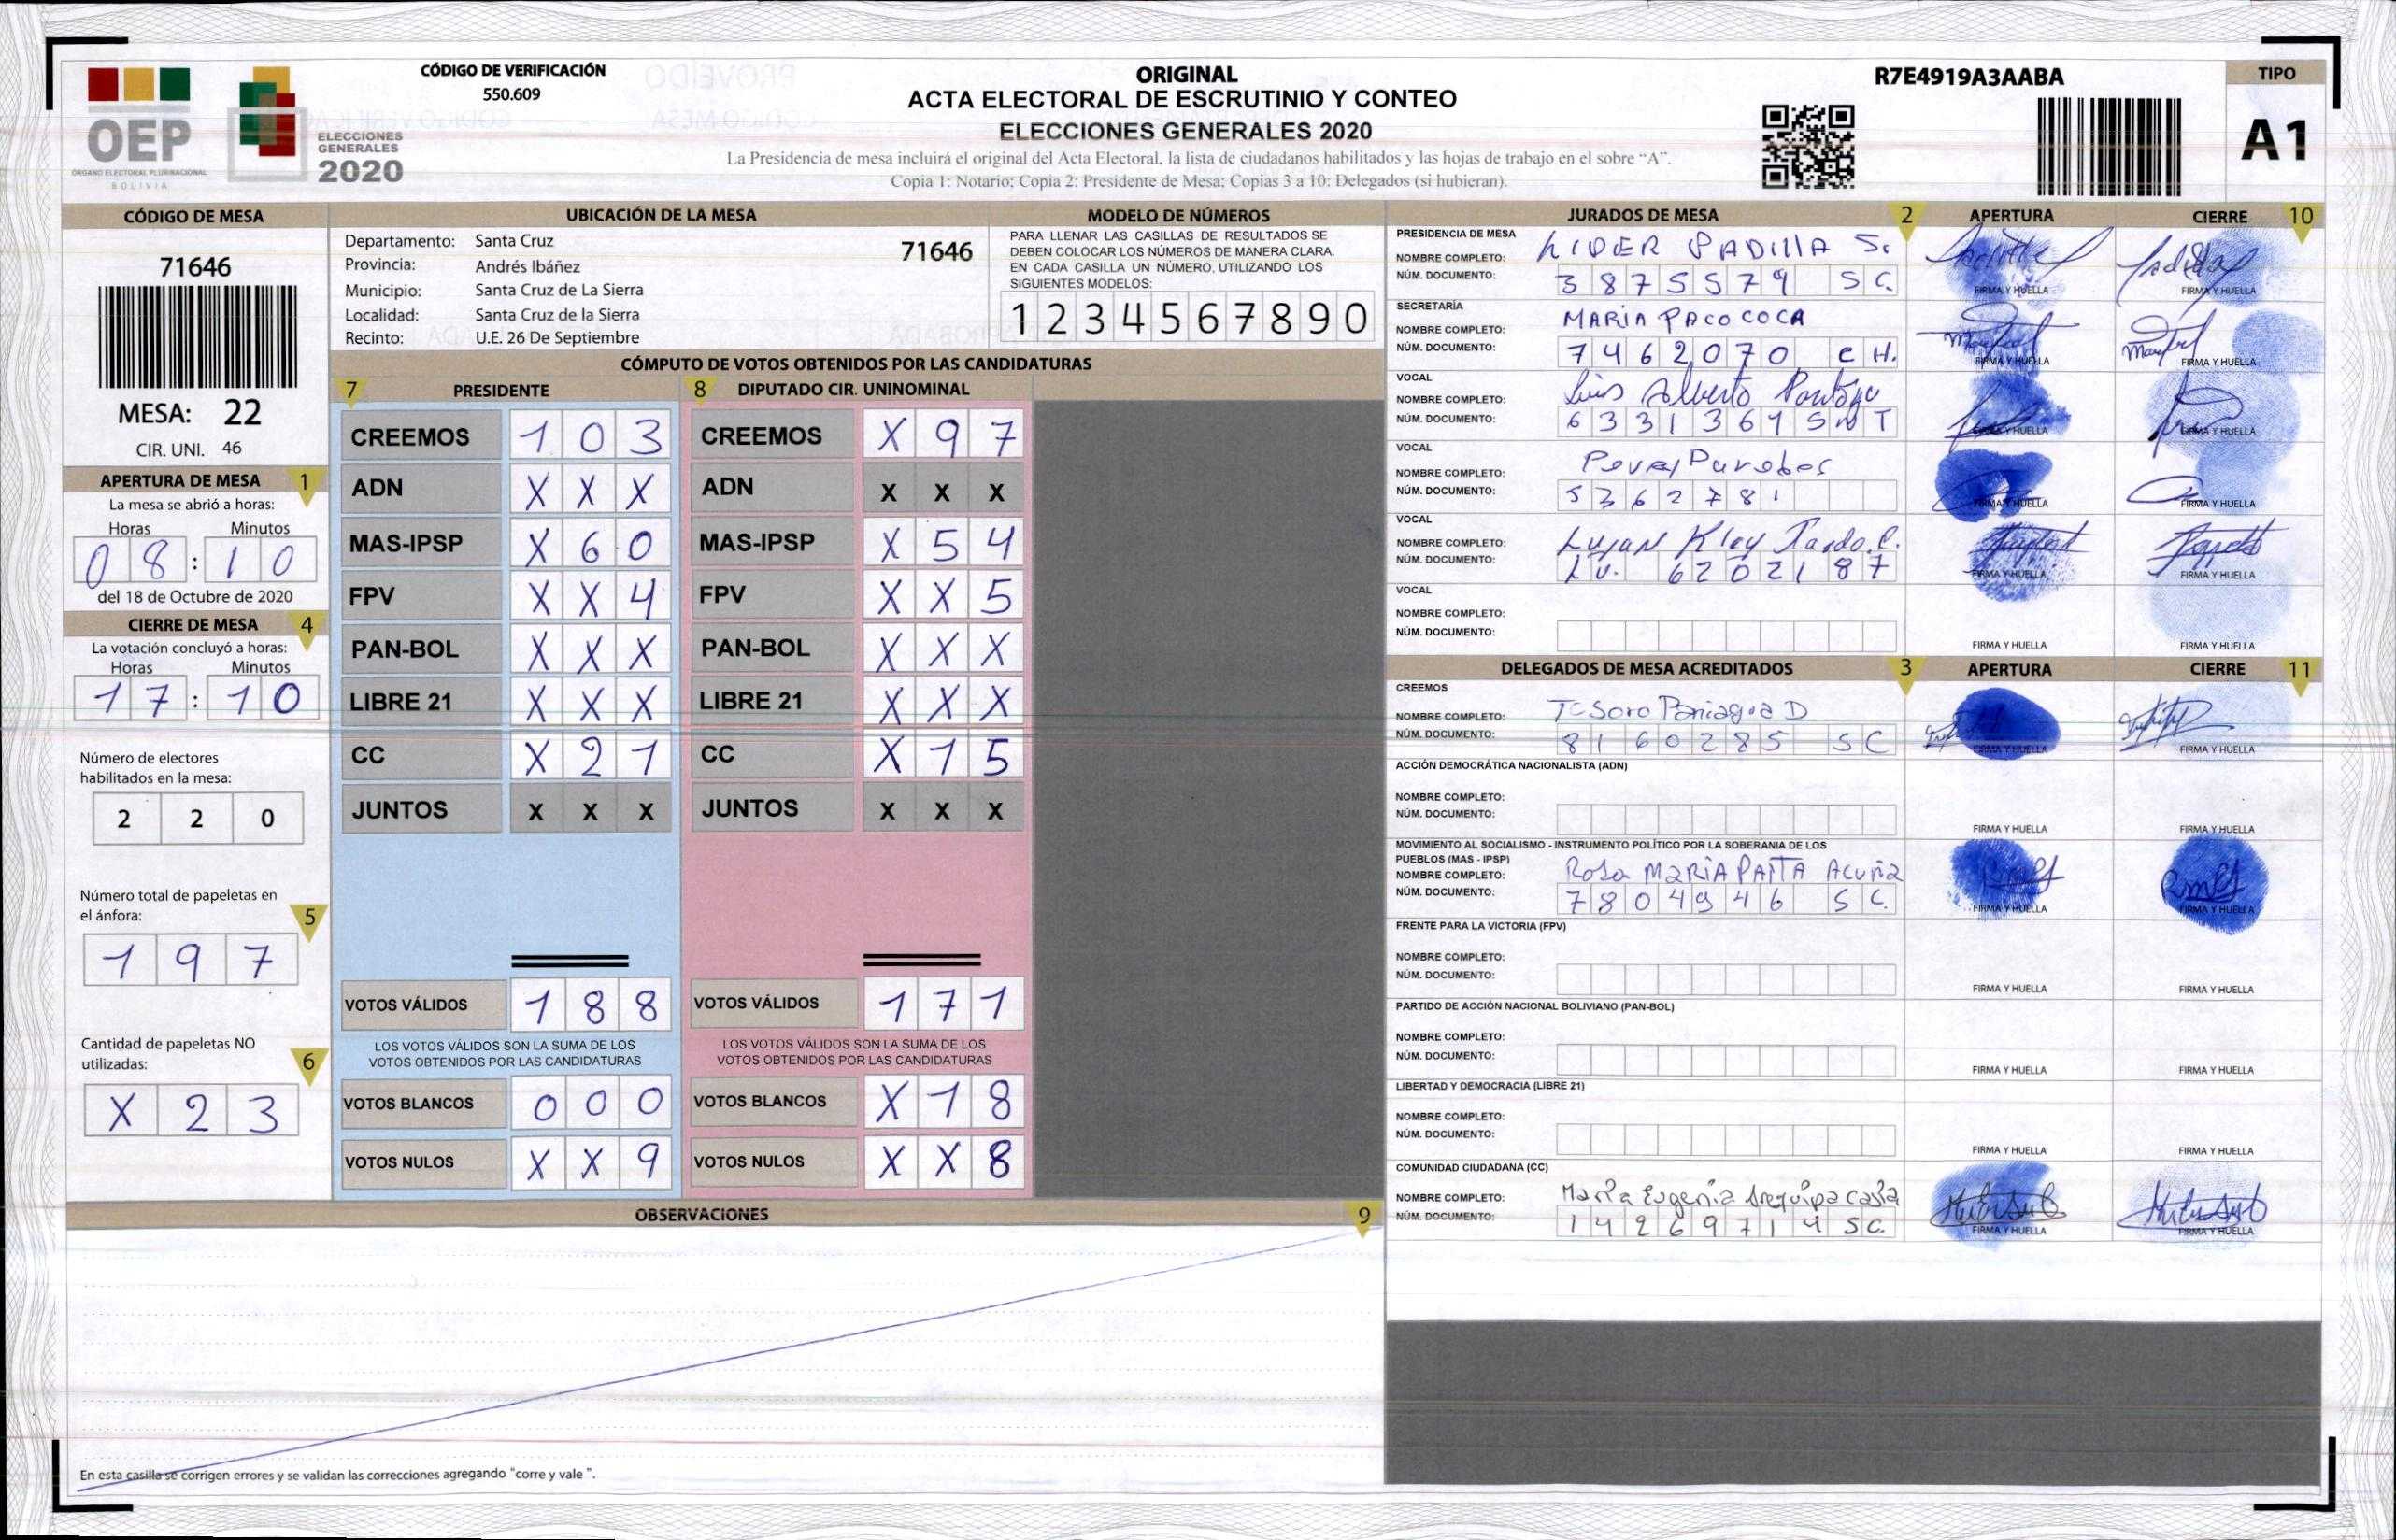 CÓDIGO DE VERIFICACIÓN
550.609
OEP
ÓRGANO ELECTORAL PLURINACIONAL
BOLIVIA
ELECCIONES
GENERALES
2020
ORIGINAL
ACTA ELECTORAL DE ESCRUTINIO Y CONTEO
ELECCIONES GENERALES 2020
La Presidencia de mesa incluirá el original del Acta Electoral, la lista de ciudadanos habilitados y las hojas de trabajo en el sobre “A”.
Copia 1: Notario; Copia 2: Presidente de Mesa; Copias 3 a 10: Delegados (si hubieran).
R7E4919A3AABA
TIPO
A1
CÓDIGO DE MESA
71646
MESA: 22
CIR. UNI. 46
APERTURA DE MESA 1
La mesa se abrió a horas:
Horas Minutos
08:10
del 18 de Octubre de 2020
CIERRE DE MESA 4
La votación concluyó a horas:
Horas Minutos
17:10
Número de electores
habilitados en la mesa:
2 2 0
Número total de papeletas en
el ánfora: 5
1 9 7
Cantidad de papeletas NO
utilizadas: 6
X 2 3
UBICACIÓN DE LA MESA
Departamento: Santa Cruz 71646
Provincia: Andrés Ibáñez
Municipio: Santa Cruz de La Sierra
Localidad: Santa Cruz de la Sierra
Recinto: U.E. 26 De Septiembre
MODELO DE NÚMEROS
PARA LLENAR LAS CASILLAS DE RESULTADOS SE
DEBEN COLOCAR LOS NÚMEROS DE MANERA CLARA.
EN CADA CASILLA UN NÚMERO, UTILIZANDO LOS
SIGUIENTES MODELOS:
1 2 3 4 5 6 7 8 9 0
CÓMPUTO DE VOTOS OBTENIDOS POR LAS CANDIDATURAS
7 PRESIDENTE 8 DIPUTADO CIR. UNINOMINAL
CREEMOS 1 0 3 CREEMOS X 9 7
ADN X X X ADN X X X
MAS-IPSP X 6 0 MAS-IPSP X 5 4
FPV X X 4 FPV X X 5
PAN-BOL X X X PAN-BOL X X X
LIBRE 21 X X X LIBRE 21 X X X
CC X 2 1 CC X 1 5
JUNTOS X X X JUNTOS X X X
VOTOS VÁLIDOS 1 8 8 VOTOS VÁLIDOS 1 7 1
LOS VOTOS VÁLIDOS SON LA SUMA DE LOS LOS VOTOS VÁLIDOS SON LA SUMA DE LOS
VOTOS OBTENIDOS POR LAS CANDIDATURAS VOTOS OBTENIDOS POR LAS CANDIDATURAS
VOTOS BLANCOS 0 0 0 VOTOS BLANCOS X 1 8
VOTOS NULOS X X 9 VOTOS NULOS X X 8
OBSERVACIONES 9
En esta casilla se corrigen errores y se validan las correcciones agregando “corre y vale ”.
JURADOS DE MESA 2 APERTURA CIERRE 10
PRESIDENCIA DE MESA
NOMBRE COMPLETO: LIDER PADILLA S.
NÚM. DOCUMENTO: 3875579 SC.
FIRMA Y HUELLA FIRMA Y HUELLA
SECRETARÍA
NOMBRE COMPLETO: MARIA PACO COCA
NÚM. DOCUMENTO: 7462070 CH.
FIRMA Y HUELLA FIRMA Y HUELLA
VOCAL
NOMBRE COMPLETO: Luis Alberto
NÚM. DOCUMENTO: 6331361
FIRMA Y HUELLA FIRMA Y HUELLA
VOCAL
NOMBRE COMPLETO:
NÚM. DOCUMENTO: 5362781
FIRMA Y HUELLA FIRMA Y HUELLA
VOCAL
NOMBRE COMPLETO:
NÚM. DOCUMENTO: 6202187
FIRMA Y HUELLA FIRMA Y HUELLA
VOCAL
NOMBRE COMPLETO:
NÚM. DOCUMENTO:
FIRMA Y HUELLA FIRMA Y HUELLA
DELEGADOS DE MESA ACREDITADOS 3 APERTURA CIERRE 11
CREEMOS
NOMBRE COMPLETO: Tesoro Paniagua D
NÚM. DOCUMENTO: 8160285 SC
FIRMA Y HUELLA FIRMA Y HUELLA
ACCIÓN DEMOCRÁTICA NACIONALISTA (ADN)
NOMBRE COMPLETO:
NÚM. DOCUMENTO:
FIRMA Y HUELLA FIRMA Y HUELLA
MOVIMIENTO AL SOCIALISMO - INSTRUMENTO POLÍTICO POR LA SOBERANIA DE LOS
PUEBLOS (MAS - IPSP)
NOMBRE COMPLETO: Rosa MARIA PAITA ACUÑA
NÚM. DOCUMENTO: 7804946 SC.
FIRMA Y HUELLA FIRMA Y HUELLA
FRENTE PARA LA VICTORIA (FPV)
NOMBRE COMPLETO:
NÚM. DOCUMENTO:
FIRMA Y HUELLA FIRMA Y HUELLA
PARTIDO DE ACCIÓN NACIONAL BOLIVIANO (PAN-BOL)
NOMBRE COMPLETO:
NÚM. DOCUMENTO:
FIRMA Y HUELLA FIRMA Y HUELLA
LIBERTAD Y DEMOCRACIA (LIBRE 21)
NOMBRE COMPLETO:
NÚM. DOCUMENTO:
FIRMA Y HUELLA FIRMA Y HUELLA
COMUNIDAD CIUDADANA (CC)
NOMBRE COMPLETO: Maria Eugenia Arequipa
NÚM. DOCUMENTO: 14269714 SC.
FIRMA Y HUELLA FIRMA Y HUELLA